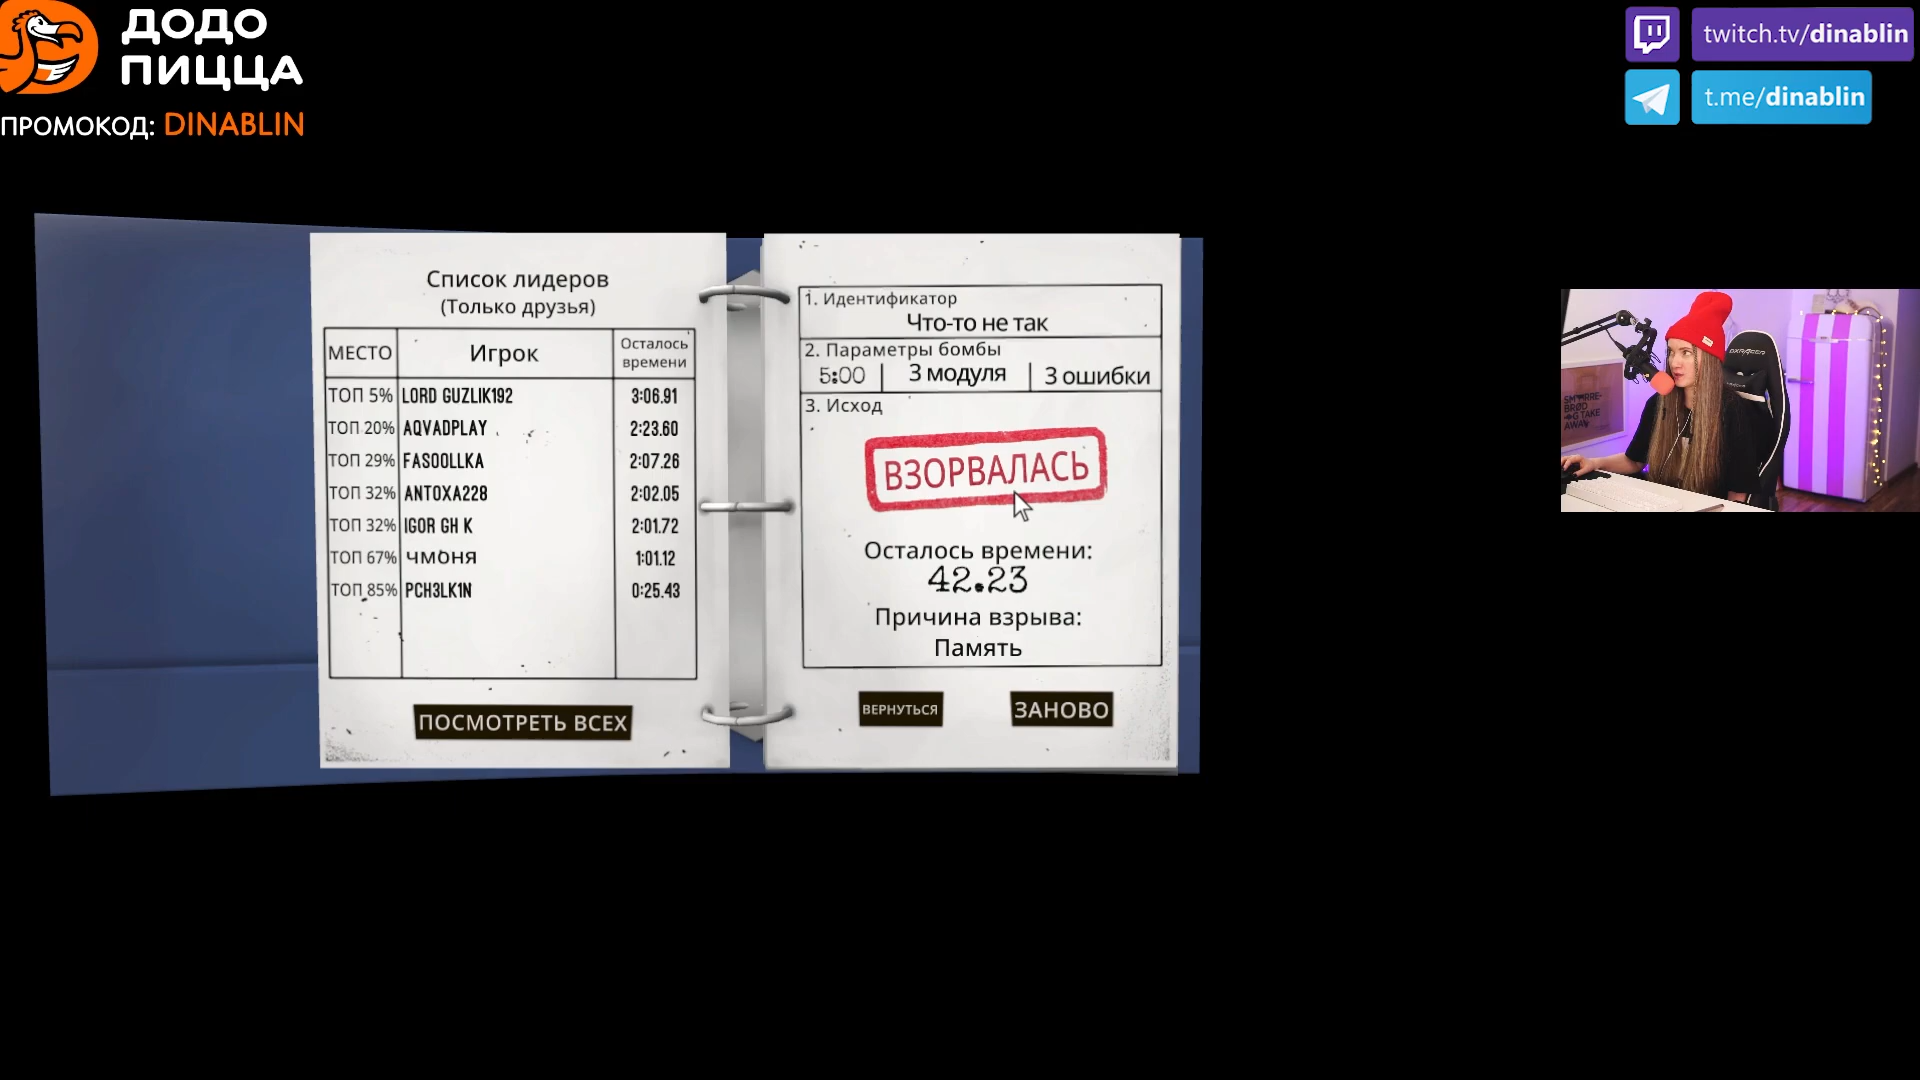 ДОДО
ПИЦЦА
ПРОМОКОД: DINABLIN
twitch.tv/dinablin
t.me/dinablin
Список лидеров
(Только друзья)
МЕСТО Игрок Осталось времени
ТОП 5% LORD GUZLIK192 3:06.91
ТОП 20% AQVADPLAY 2:23.60
ТОП 29% FASOOLLKA 2:07.26
ТОП 32% ANTOXA228 2:02.05
ТОП 32% IGOR GH K 2:01.72
ТОП 67% чмоня 1:01.12
ТОП 85% PCH3LK1N 0:25.43
ПОСМОТРЕТЬ ВСЕХ
1. Идентификатор
Что-то не так
2. Параметры бомбы
5:00 3 модуля 3 ошибки
3. Исход
ВЗОРВАЛАСЬ
Осталось времени:
42.23
Причина взрыва:
Память
ВЕРНУТЬСЯ ЗАНОВО
DXRACER